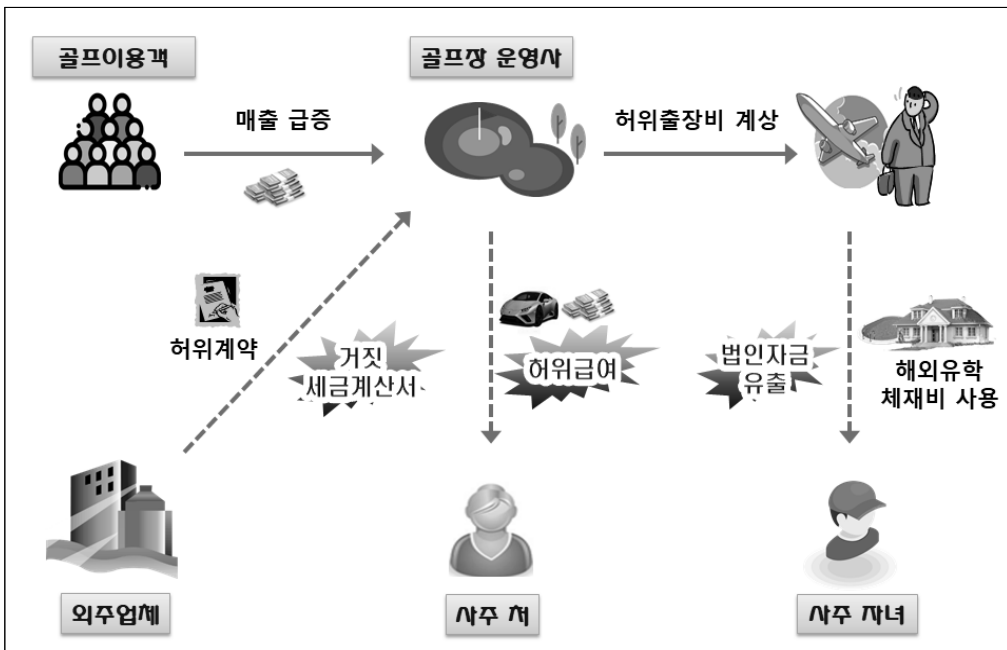 골프이용객
골프장 운영사
매출 급증
허위출장비 계상
허위계약
거짓
세금계산서
허위급여
법인자금
유출
해외유학
체재비 사용
외주업체
사주 처
사주 자녀